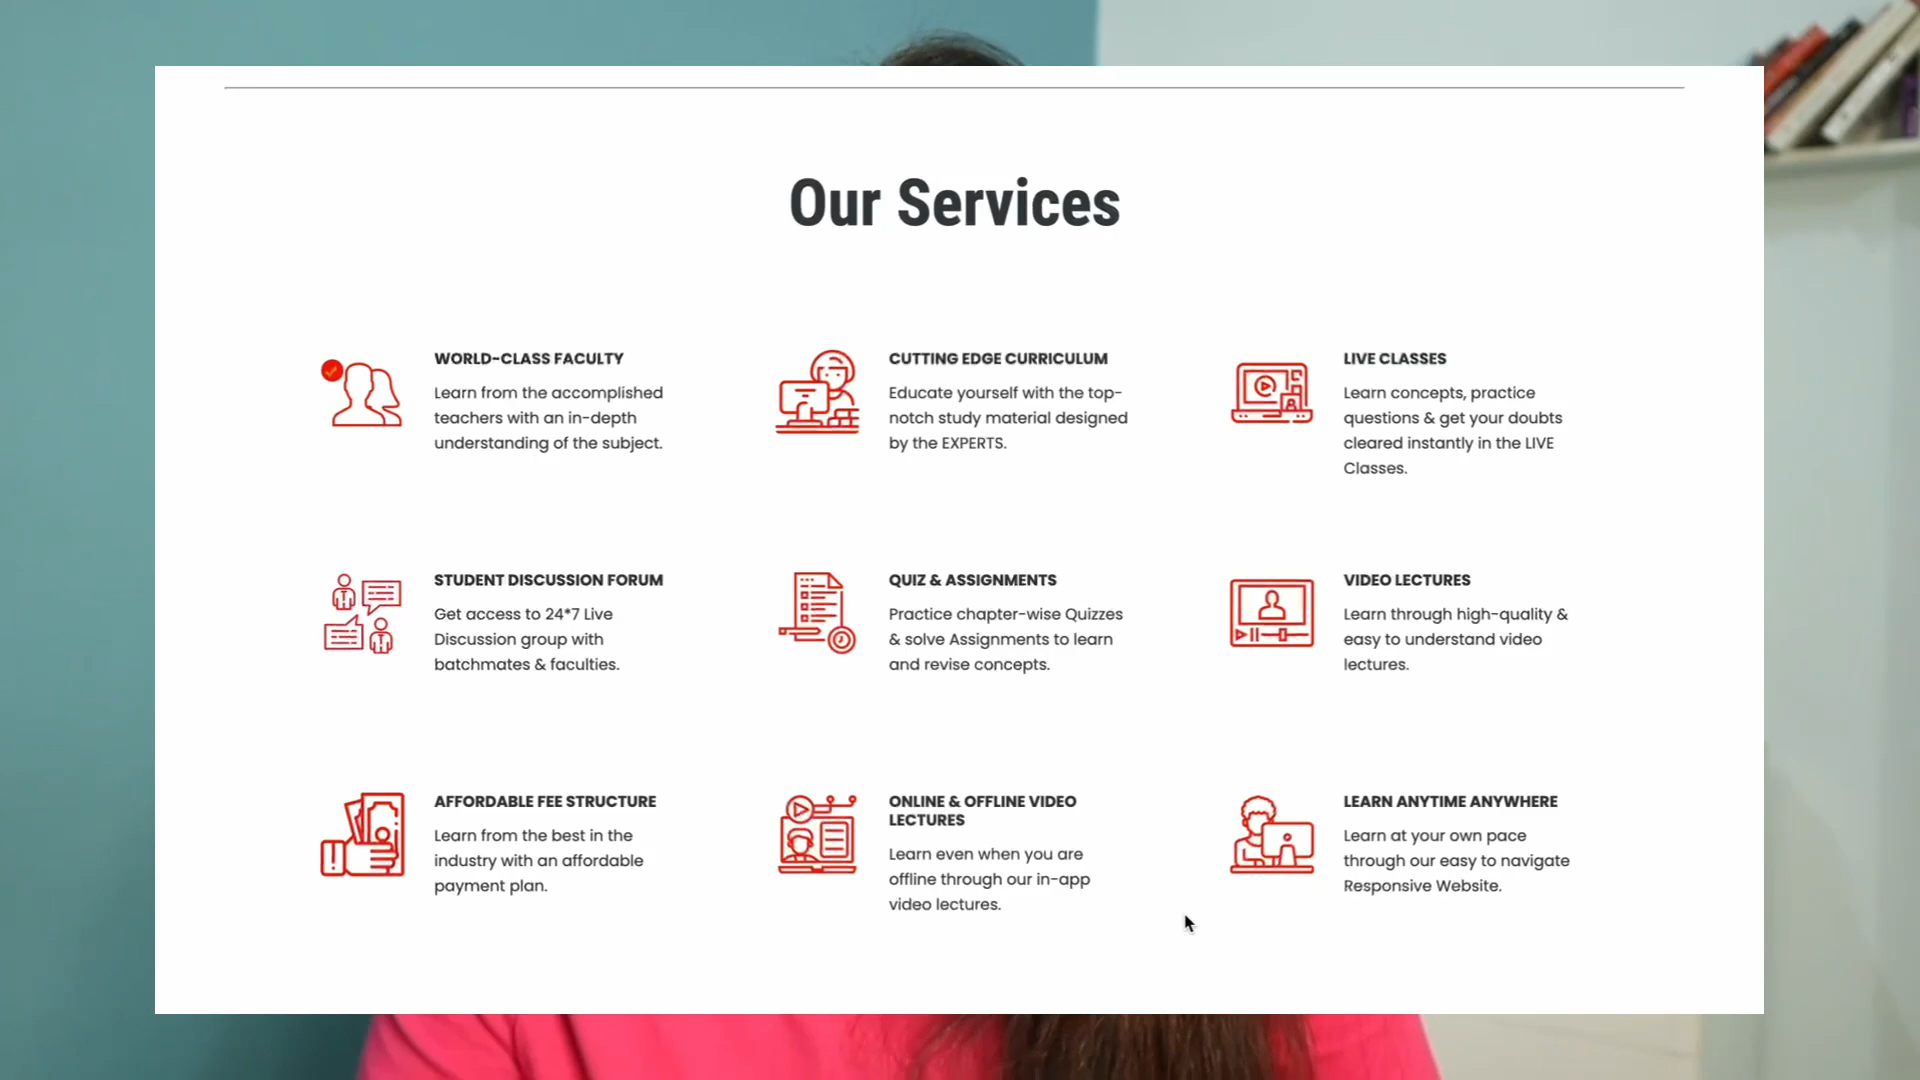 Our Services
WORLD-CLASS FACULTY
Learn from the accomplished
teachers with an in-depth
understanding of the subject.
CUTTING EDGE CURRICULUM
Educate yourself with the top-
notch study material designed
by the EXPERTS.
LIVE CLASSES
Learn concepts, practice
questions & get your doubts
cleared instantly in the LIVE
Classes.
STUDENT DISCUSSION FORUM
Get access to 24*7 Live
Discussion group with
batchmates & faculties.
QUIZ & ASSIGNMENTS
Practice chapter-wise Quizzes
& solve Assignments to learn
and revise concepts.
VIDEO LECTURES
Learn through high-quality &
easy to understand video
lectures.
AFFORDABLE FEE STRUCTURE
Learn from the best in the
industry with an affordable
payment plan.
ONLINE & OFFLINE VIDEO
LECTURES
Learn even when you are
offline through our in-app
video lectures.
LEARN ANYTIME ANYWHERE
Learn at your own pace
through our easy to navigate
Responsive Website.